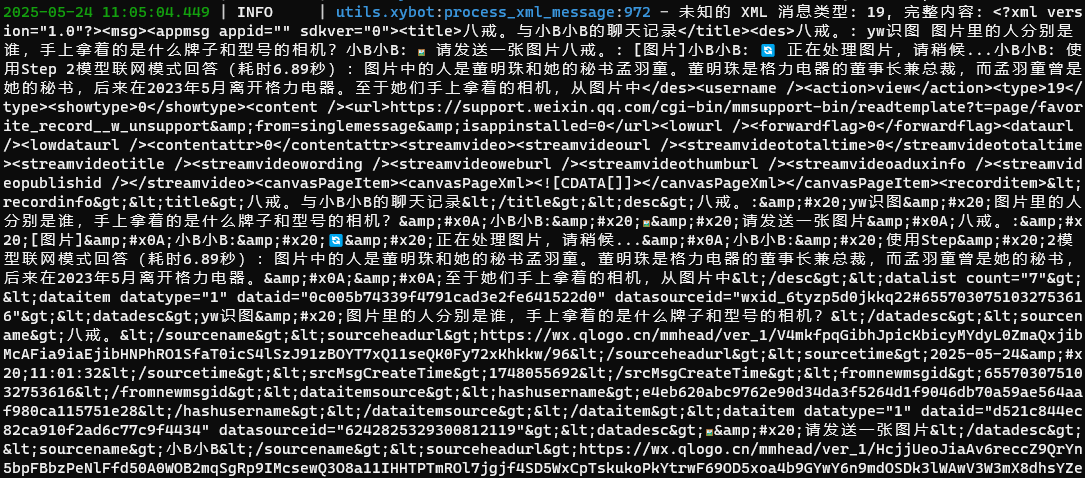 2025-05-24 11:05:04.449 | INFO     | utils.xybot:process_xml_message:972 - 未知的 XML 消息类型: 19，完整内容: <?xml vers
ion="1.0"?><msg><appmsg appid="" sdkver="0"><title>八戒。与小B小B的聊天记录</title><des>八戒。: yw识图 图片里的人分别是
谁，手上拿着的是什么牌子和型号的相机？小B小B: 🖼 请发送一张图片八戒。: [图片]小B小B: 🔄 正在处理图片，请稍候...小B小B: 使
用Step 2模型联网模式回答（耗时6.89秒）：图片中的人是董明珠和她的秘书孟羽童。董明珠是格力电器的董事长兼总裁，而孟羽童曾是
她的秘书，后来在2023年5月离开格力电器。至于她们手上拿着的相机，从图片中</des><username /><action>view</action><type>19</
type><showtype>0</showtype><content /><url>https://support.weixin.qq.com/cgi-bin/mmsupport-bin/readtemplate?t=page/favor
ite_record__w_unsupport&amp;from=singlemessage&amp;isappinstalled=0</url><lowurl /><forwardflag>0</forwardflag><dataurl
/><lowdataurl /><contentattr>0</contentattr><streamvideo><streamvideourl /><streamvideototaltime>0</streamvideototaltime
><streamvideotitle /><streamvideowording /><streamvideoweburl /><streamvideothumburl /><streamvideoaduxinfo /><streamvid
eopublishid /></streamvideo><canvasPageItem><canvasPageXml><![CDATA[]]></canvasPageXml></canvasPageItem><recorditem>&lt;
recordinfo&gt;&lt;title&gt;八戒。与小B小B的聊天记录&lt;/title&gt;&lt;desc&gt;八戒。:&amp;#x20;yw识图&amp;#x20;图片里的人
分别是谁，手上拿着的是什么牌子和型号的相机？&amp;#x0A;小B小B:&amp;#x20;🖼&amp;#x20;请发送一张图片&amp;#x0A;八戒。:&amp;#x
20;[图片]&amp;#x0A;小B小B:&amp;#x20;🔄&amp;#x20;正在处理图片，请稍候...&amp;#x0A;小B小B:&amp;#x20;使用Step&amp;#x20;2模
型联网模式回答（耗时6.89秒）：图片中的人是董明珠和她的秘书孟羽童。董明珠是格力电器的董事长兼总裁，而孟羽童曾是她的秘书，
后来在2023年5月离开格力电器。&amp;#x0A;&amp;#x0A;至于她们手上拿着的相机，从图片中&lt;/desc&gt;&lt;datalist count="7"&gt;
&lt;dataitem datatype="1" dataid="0c005b74339f4791cad3e2fe641522d0" datasourceid="wxid_6tyzp5d0jkkq22#655703075103275361
6"&gt;&lt;datadesc&gt;yw识图&amp;#x20;图片里的人分别是谁，手上拿着的是什么牌子和型号的相机？&lt;/datadesc&gt;&lt;sourcen
ame&gt;八戒。&lt;/sourcename&gt;&lt;sourceheadurl&gt;https://wx.qlogo.cn/mmhead/ver_1/V4mkfpqGibhJpicKbicyMYdyL0ZmaQxjib
McAFia9iaEjibHNPhRO1SfaT0icS4lSzJ91zBOYT7xQ11seQK0Fy72xKhkkw/96&lt;/sourceheadurl&gt;&lt;sourcetime&gt;2025-05-24&amp;#x
20;11:01:32&lt;/sourcetime&gt;&lt;srcMsgCreateTime&gt;1748055692&lt;/srcMsgCreateTime&gt;&lt;fromnewmsgid&gt;65570307510
32753616&lt;/fromnewmsgid&gt;&lt;dataitemsource&gt;&lt;hashusername&gt;e4eb620abc9762e90d34da3f5264d1f9046db70a59ae564aa
f980ca115751e28&lt;/hashusername&gt;&lt;/dataitemsource&gt;&lt;/dataitem&gt;&lt;dataitem datatype="1" dataid="d521c844ec
82ca910f2ad6c77c9f4434" datasourceid="6242825329300812119"&gt;&lt;datadesc&gt;🖼&amp;#x20;请发送一张图片&lt;/datadesc&gt;
&lt;sourcename&gt;小B小B&lt;/sourcename&gt;&lt;sourceheadurl&gt;https://wx.qlogo.cn/mmhead/ver_1/HcjjUeoJiaAv6reccZ9QrYn
5bpFBbzPeNlFfd50A0WOB2mqSgRp9IMcsewQ3O8a11IHHTPTmROl7jgjf4SD5WxCpTskukoPkYtrwF69OD5xoa4b9GYwY6n9mdOSDk3lWAwV3W3mX8dhsYZe